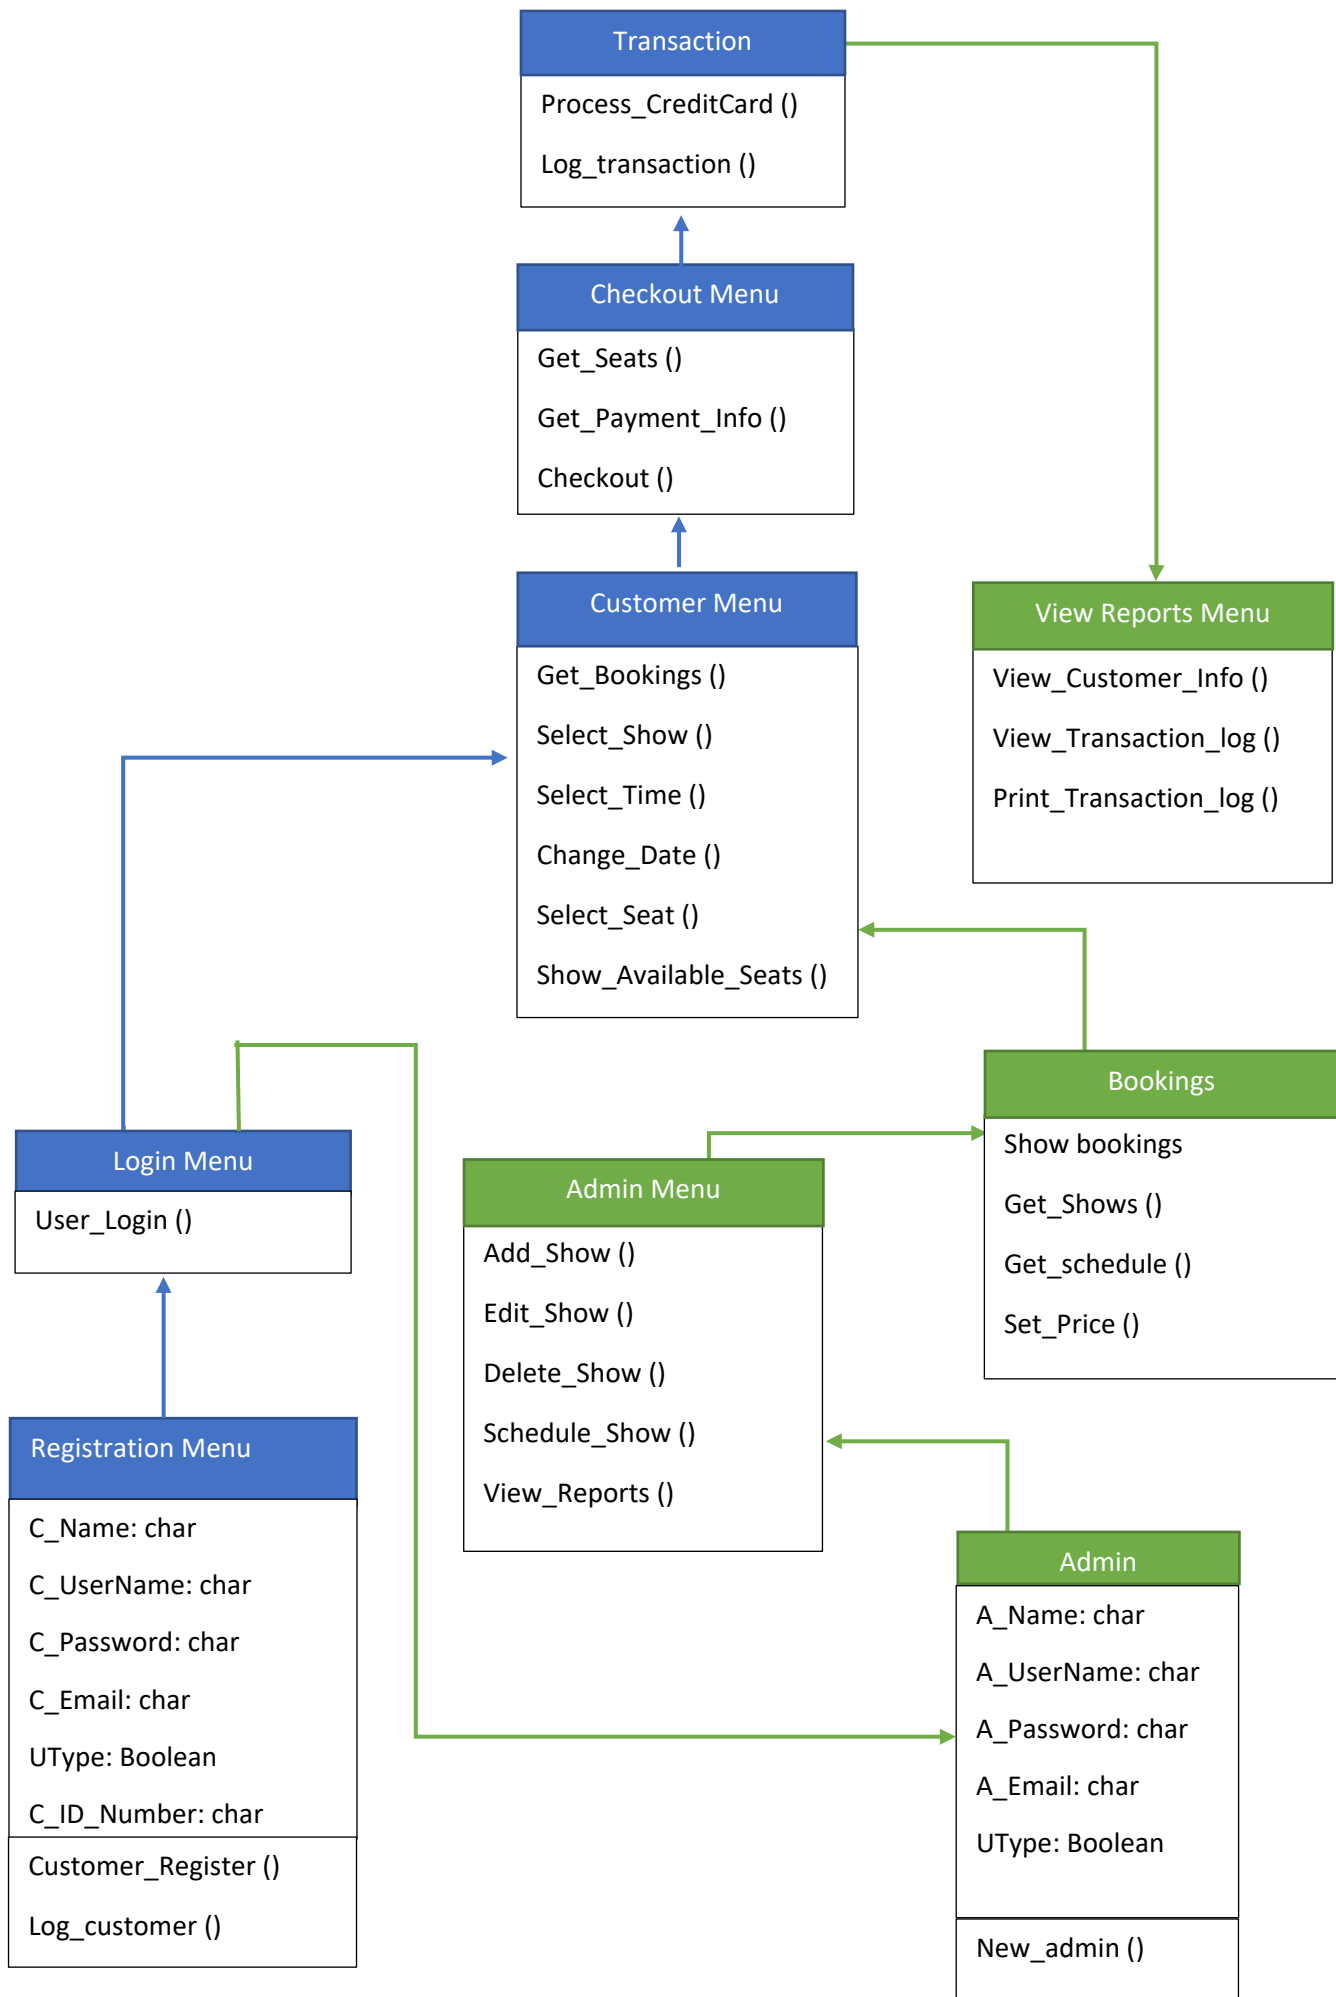 Transaction
Process_CreditCard ()
Log_transaction ()
Checkout Menu
Get_Seats ()
Get_Payment_Info ()
Checkout ()
Customer Menu
Get_Bookings ()
Select_Show ()
Select_Time ()
Change_Date ()
Select_Seat ()
Show_Available_Seats ()
View Reports Menu
View_Customer_Info ()
View_Transaction_log ()
Print_Transaction_log ()
Bookings
Show bookings
Get_Shows ()
Get_schedule ()
Set_Price ()
Login Menu
User_Login ()
Admin Menu
Add_Show ()
Edit_Show ()
Delete_Show ()
Schedule_Show ()
View_Reports ()
Registration Menu
C_Name: char
C_UserName: char
C_Password: char
C_Email: char
UType: Boolean
C_ID_Number: char
Customer_Register ()
Log_customer ()
Admin
A_Name: char
A_UserName: char
A_Password: char
A_Email: char
UType: Boolean
New_admin ()